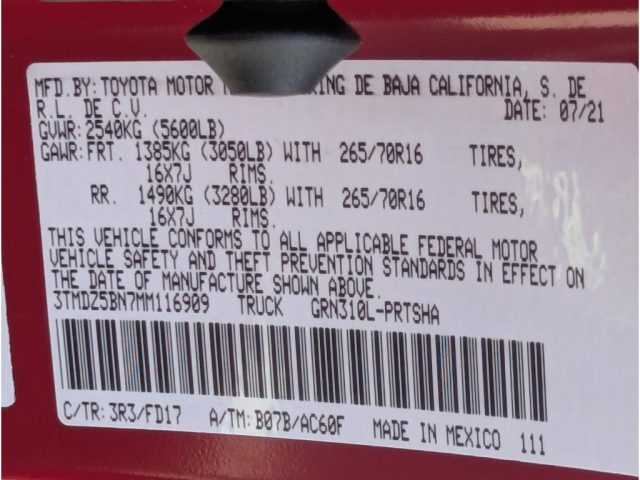 MFD.BY: TOYOTA MOTOR RING DE BAJA CALIFORNIA, S. DE
R.L. DE C.V. DATE: 07/21
GVWR: 2540KG (5600LB)
GAWR: FRT. 1385KG (3050LB) WITH 265/70R16 TIRES,
16X7J RIMS.
RR. 1490KG (3280LB) WITH 265/70R16 TIRES,
16X7J RIMS.
THIS VEHICLE CONFORMS TO ALL APPLICABLE FEDERAL MOTOR
VEHICLE SAFETY AND THEFT PREVENTION STANDARDS IN EFFECT ON
THE DATE OF MANUFACTURE SHOWN ABOVE.
3TMDZ5BN7MM116909 TRUCK GRN310L-PRTSHA
C/TR: 3R3/FD17 A/TM: B07B/AC60F MADE IN MEXICO 111